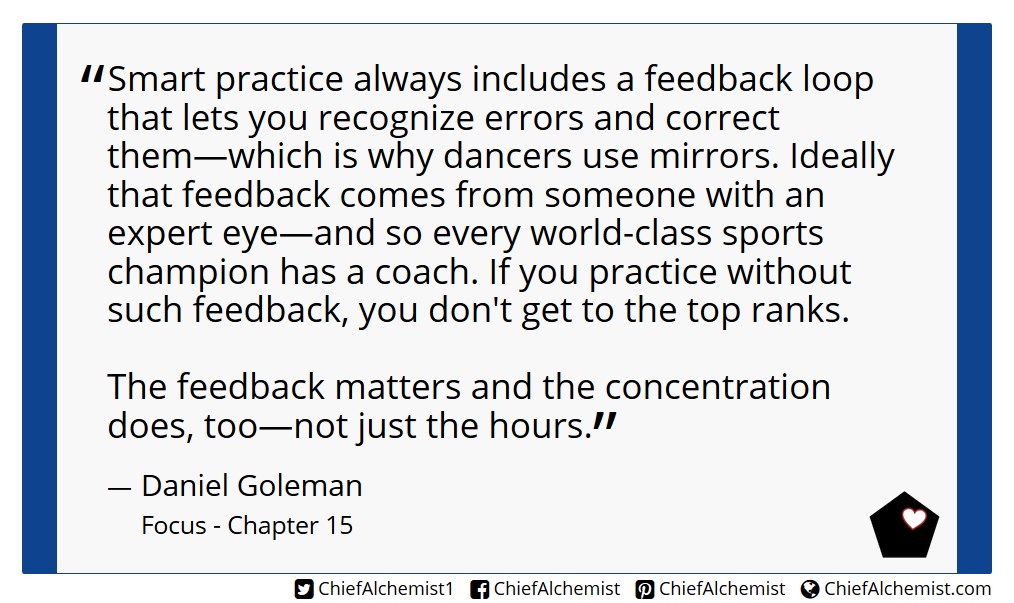 “Smart practice always includes a feedback loop
that lets you recognize errors and correct
them—which is why dancers use mirrors. Ideally
that feedback comes from someone with an
expert eye—and so every world-class sports
champion has a coach. If you practice without
such feedback, you don't get to the top ranks.
The feedback matters and the concentration
does, too—not just the hours.”
— Daniel Goleman
Focus - Chapter 15
ChiefAlchemist1 ChiefAlchemist ChiefAlchemist ChiefAlchemist.com